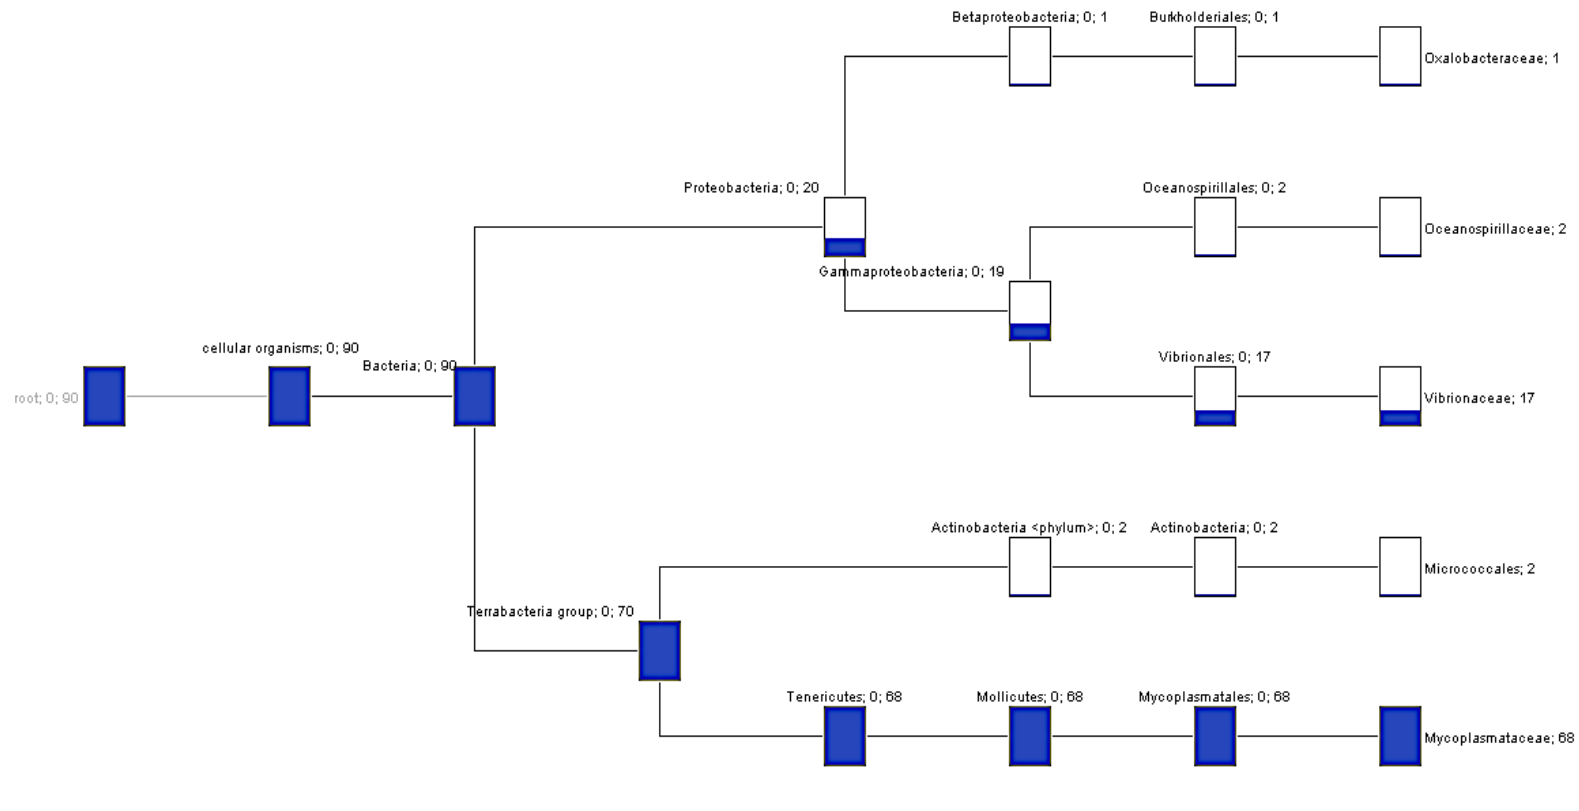 Betaproteobacteria; 0; 1
Burkholderiales; 0; 1
Oxalobacteraceae; 1
Proteobacteria; 0; 20
Oceanospirillales; 0; 2
Oceanospirillaceae; 2
Gammaproteobacteria; 0; 19
cellular organisms; 0; 90
Bacteria; 0; 90
Vibrionales; 0; 17
root; 0; 90
Vibrionaceae; 17
Actinobacteria <phylum>; 0; 2
Actinobacteria; 0; 2
Micrococcales; 2
Terrabacteria group; 0; 70
Tenericutes; 0; 68
Mollicutes; 0; 68
Mycoplasmatales; 0; 68
Mycoplasmataceae; 68